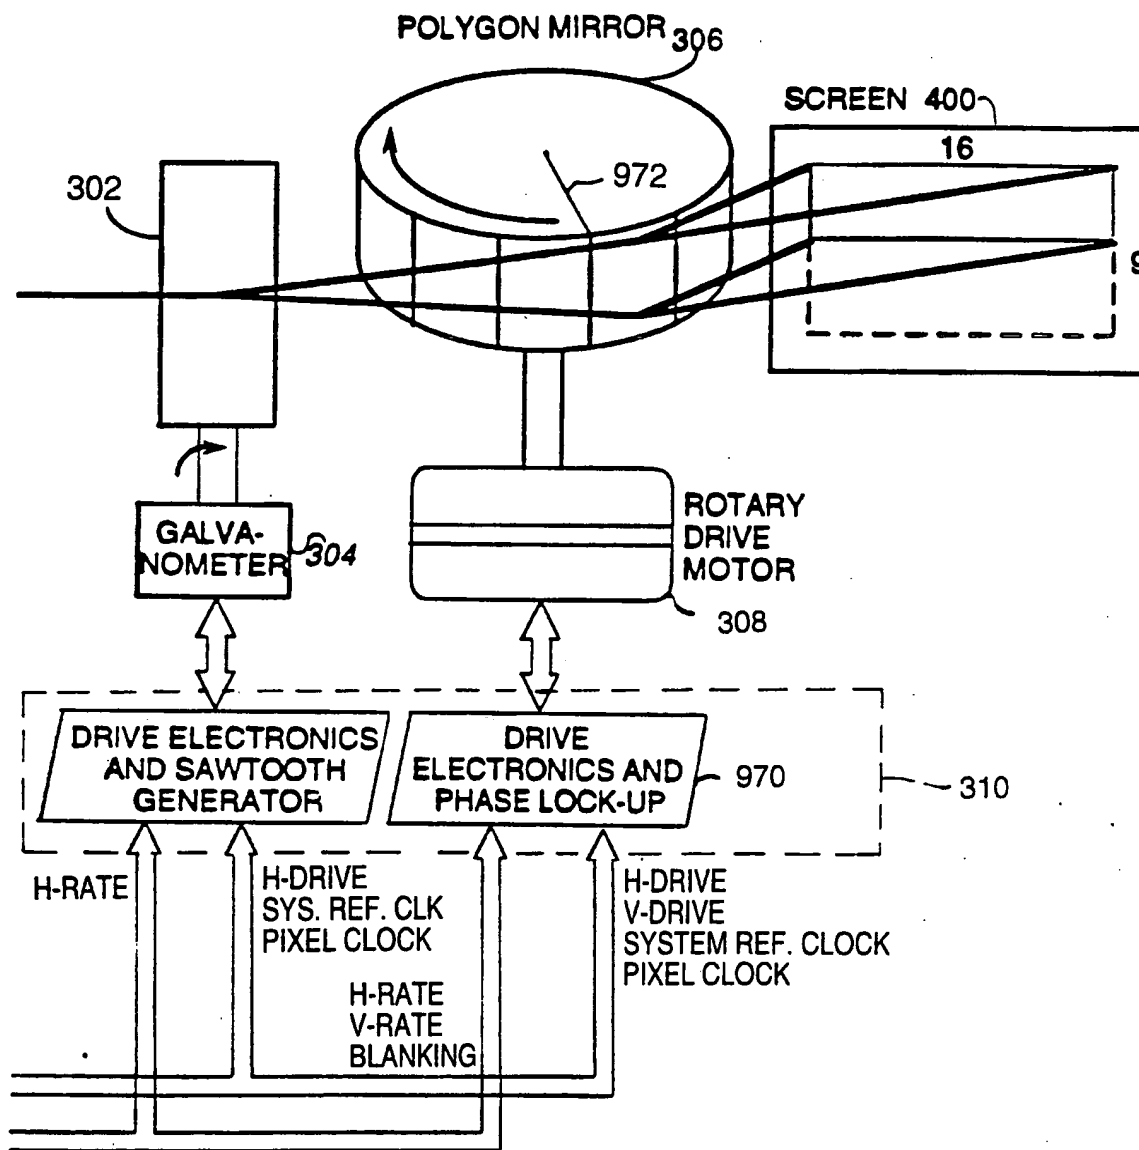 POLYGON MIRROR 306
SCREEN 400
16
302
972
9
GALVA-
NOMETER
304
ROTARY
DRIVE
MOTOR
308
DRIVE ELECTRONICS
AND SAWTOOTH
GENERATOR
DRIVE
ELECTRONICS AND
PHASE LOCK-UP
970
310
H-RATE
H-DRIVE
SYS. REF. CLK
PIXEL CLOCK
H-DRIVE
V-DRIVE
SYSTEM REF. CLOCK
PIXEL CLOCK
H-RATE
V-RATE
BLANKING